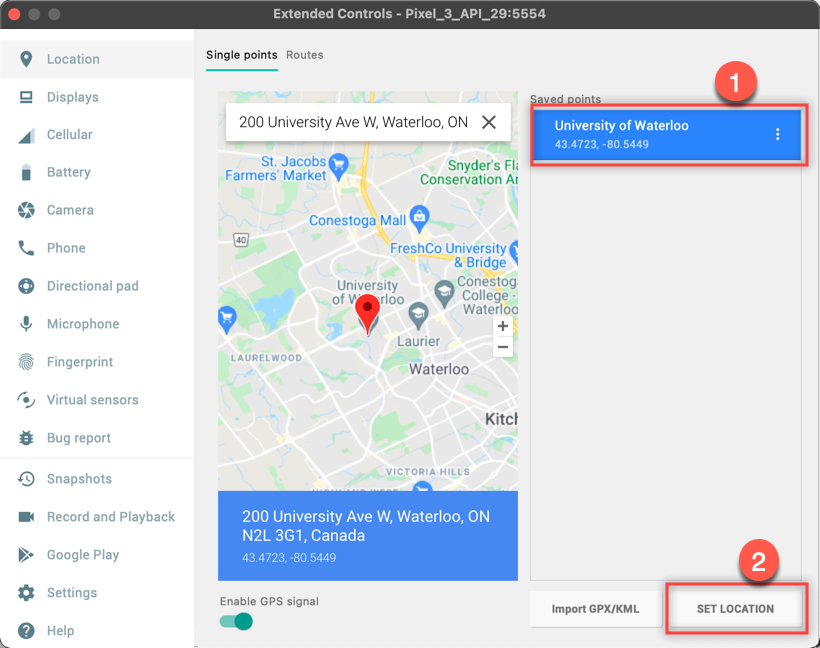 Extended Controls - Pixel_3_API_29:5554
Location
Displays
Cellular
Battery
Camera
Phone
Directional pad
Microphone
Fingerprint
Virtual sensors
Bug report
Snapshots
Record and Playback
Google Play
Settings
Help
Single points
Routes
200 University Ave W, Waterloo, ON
St. Jacobs
Farmers' Market
Snyder's Fl
Conservation Ar
Conestoga Mall
40
FreshCo University
& Bridge
University
of Waterloo
Conestog
College -
Waterloo
Laurier
LAURELWOOD
Waterloo
Kitc
VICTORIA HILLS
+
−
200 University Ave W, Waterloo, ON
N2L 3G1, Canada
43.4723, -80.5449
Enable GPS signal
Saved points
1
University of Waterloo
43.4723, -80.5449
2
Import GPX/KML
SET LOCATION